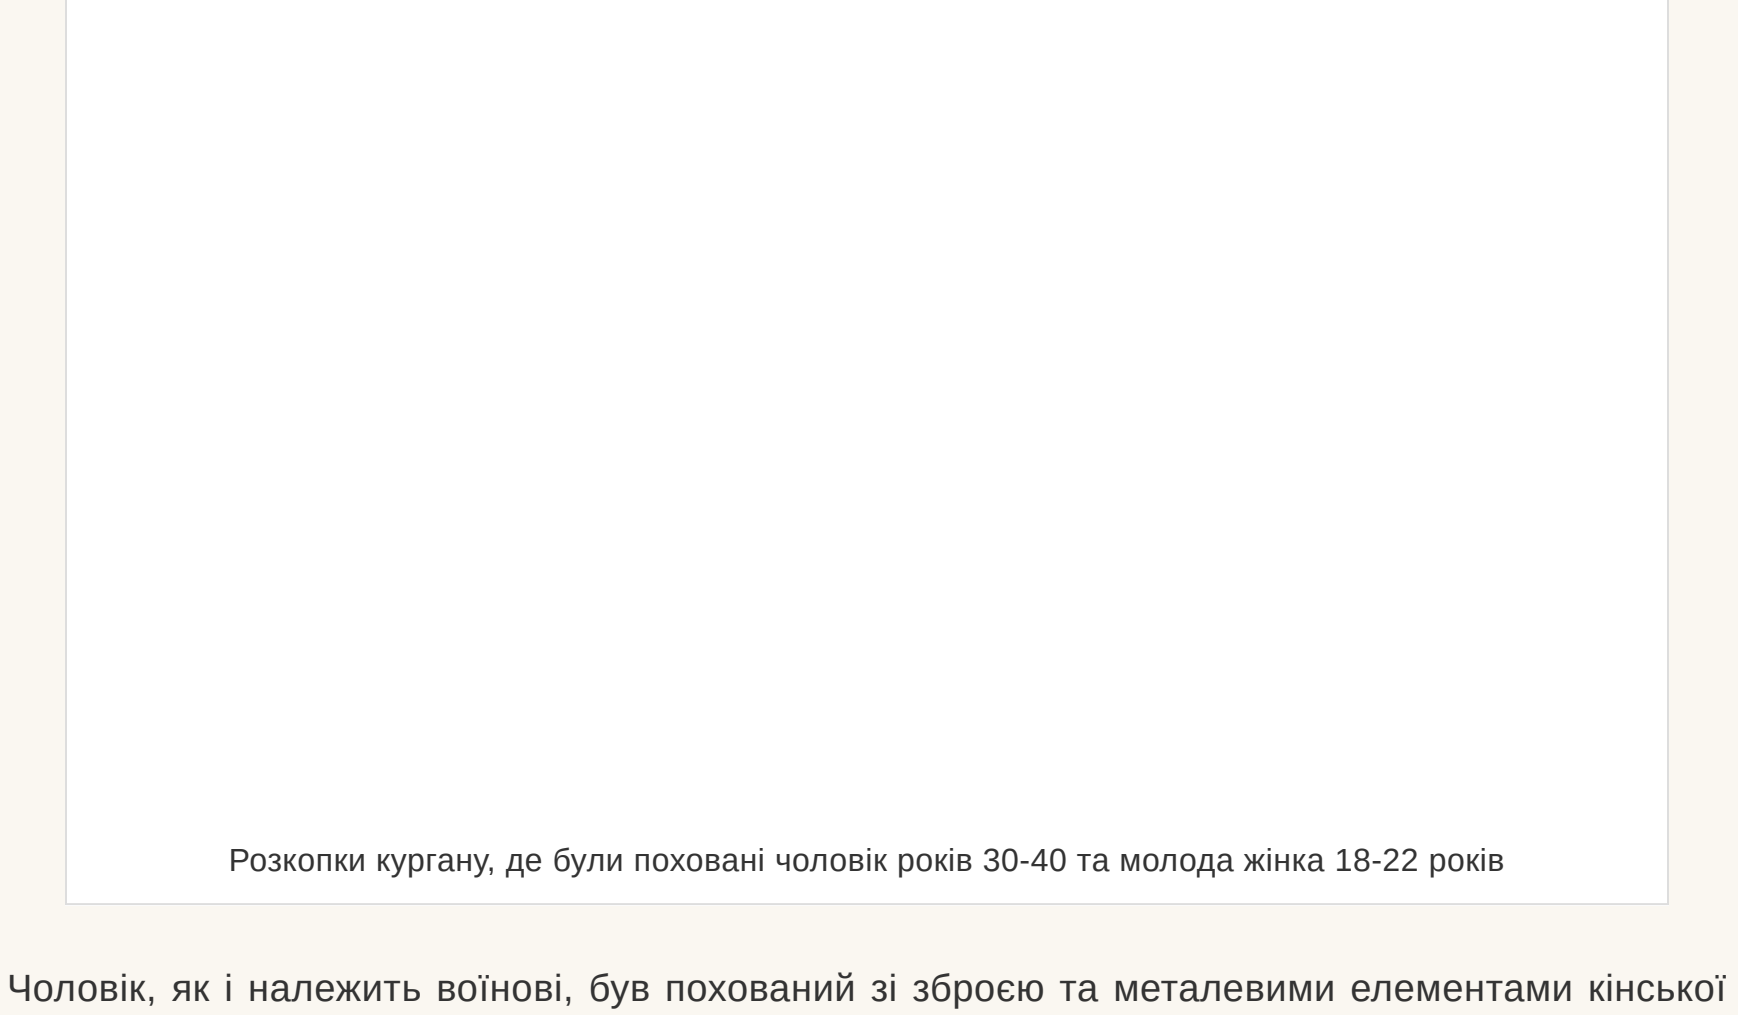 Розкопки кургану, де були поховані чоловік років 30-40 та молода жінка 18-22 років
Чоловік, як і належить воїнові, був похований зі зброєю та металевими елементами кінської